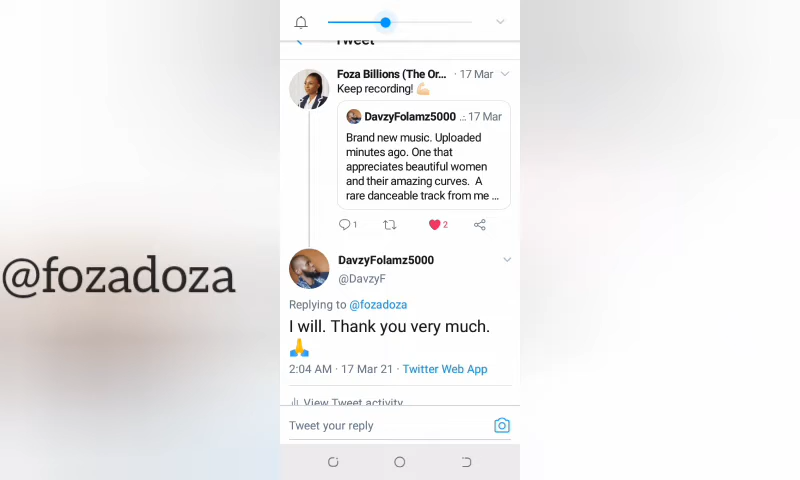 Tweet
Foza Billions (The Or... · 17 Mar
Keep recording! 💪🏻
DavzyFolamz5000 .:. 17 Mar
Brand new music. Uploaded
minutes ago. One that
appreciates beautiful women
and their amazing curves. A
rare danceable track from me ...
1
2
@fozadoza
DavzyFolamz5000
@DavzyF
Replying to @fozadoza
I will. Thank you very much.
🙏
2:04 AM · 17 Mar 21 · Twitter Web App
View Tweet activity
Tweet your reply